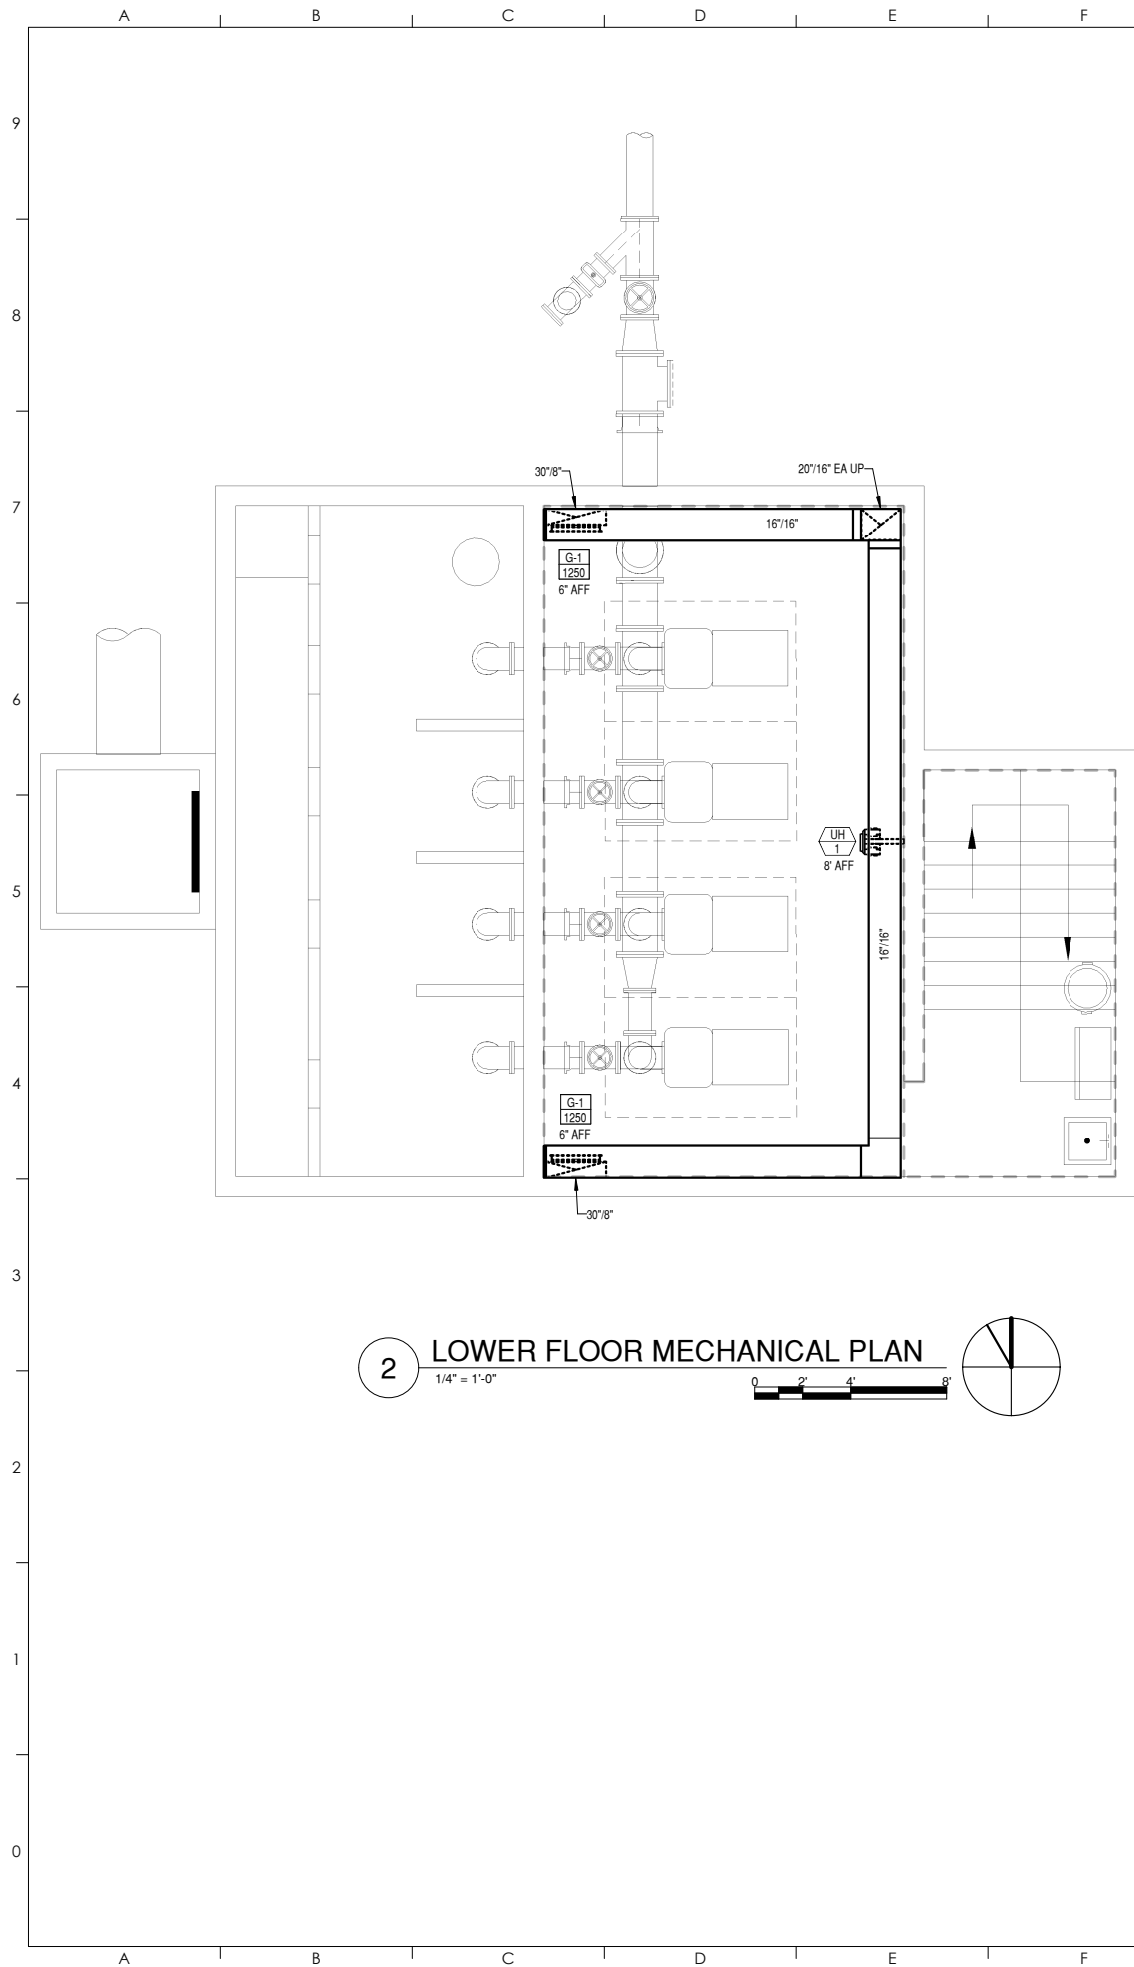 A B C D E F
9
8
30"/8" 20"/16" EA UP
7
16"/16"
G-1
1250
6" AFF
6
UH
1
8' AFF
5
16"/16"
4
G-1
1250
6" AFF
30"/8"
3
2
LOWER FLOOR MECHANICAL PLAN
1/4" = 1'-0"
0 2' 4' 8'
2
1
0
A B C D E F